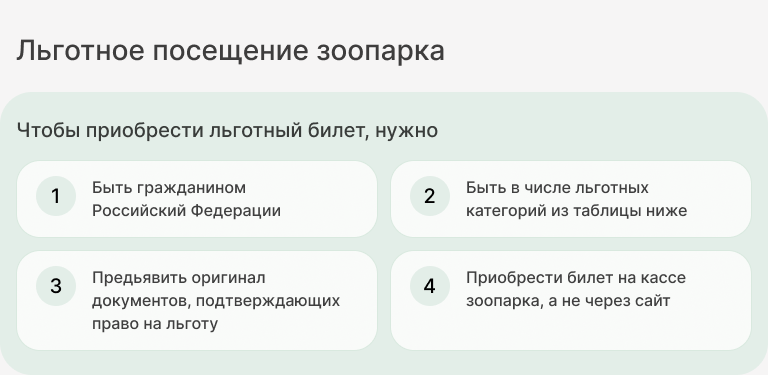 Льготное посещение зоопарка
Чтобы приобрести льготный билет, нужно
1
Быть гражданином
Российский Федерации
2
Быть в числе льготных
категорий из таблицы ниже
3
Предьявить оригинал
документов, подтверждающих
право на льготу
4
Приобрести билет на кассе
зоопарка, а не через сайт